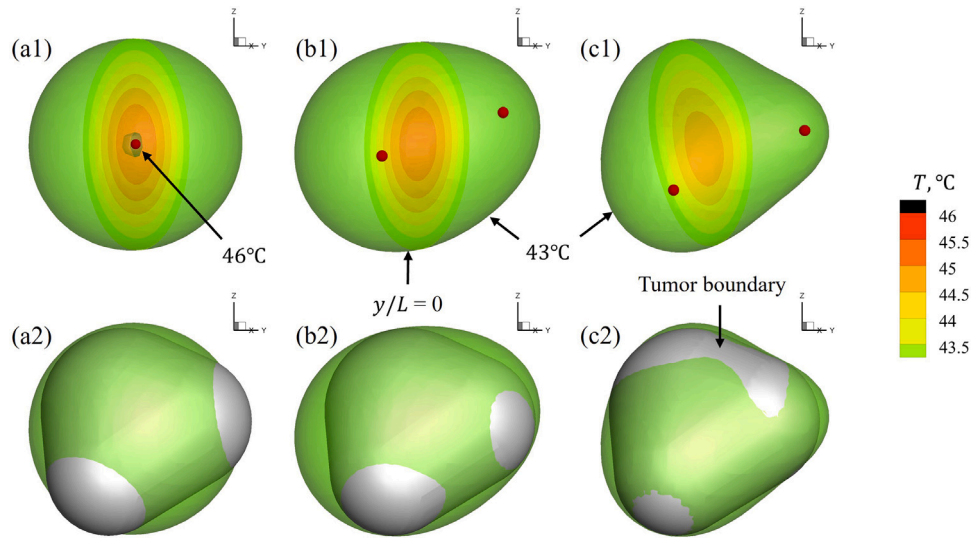 (a1)
Z
X
Y
(b1)
Z
X
Y
(c1)
Z
X
Y
46℃
y/L = 0
43℃
T, ℃
46
45.5
45
44.5
44
43.5
(a2)
Z
X
Y
(b2)
Z
X
Y
Tumor boundary
(c2)
Z
X
Y